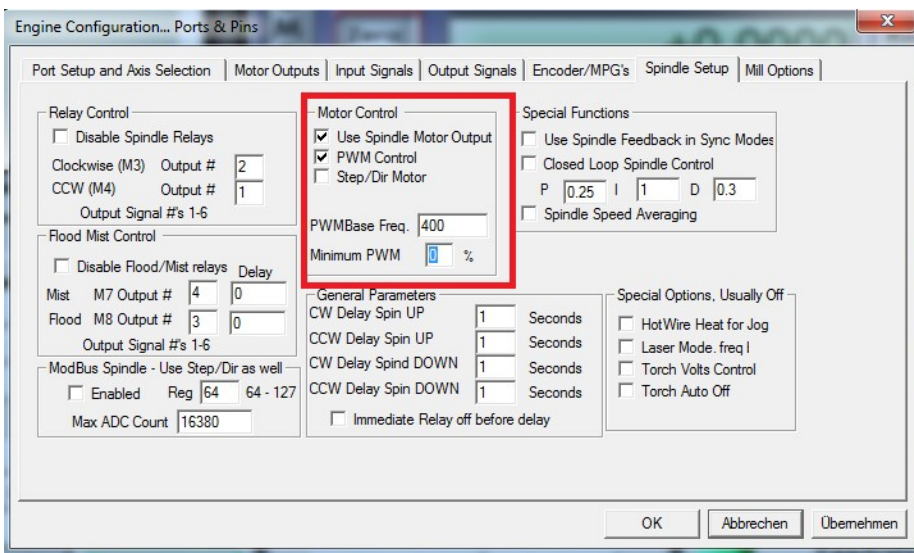 Engine Configuration... Ports & Pins
Port Setup and Axis Selection Motor Outputs Input Signals Output Signals Encoder/MPG's Spindle Setup Mill Options
Relay Control
Disable Spindle Relays
Clockwise (M3) Output # 2
CCW (M4) Output # 1
Output Signal #'s 1-6
Flood Mist Control
Disable Flood/Mist relays Delay
Mist M7 Output # 4 0
Flood M8 Output # 3 0
Output Signal #'s 1-6
ModBus Spindle - Use Step/Dir as well
Enabled Reg 64 64 - 127
Max ADC Count 16380
Motor Control
Use Spindle Motor Output
PWM Control
Step/Dir Motor
PWMBase Freq. 400
Minimum PWM 0 %
General Parameters
CW Delay Spin UP 1 Seconds
CCW Delay Spin UP 1 Seconds
CW Delay Spind DOWN 1 Seconds
CCW Delay Spin DOWN 1 Seconds
Immediate Relay off before delay
Special Functions
Use Spindle Feedback in Sync Modes
Closed Loop Spindle Control
P 0.25 I 1 D 0.3
Spindle Speed Averaging
Special Options, Usually Off
HotWire Heat for Jog
Laser Mode. freq I
Torch Volts Control
Torch Auto Off
OK Abbrechen Übernehmen